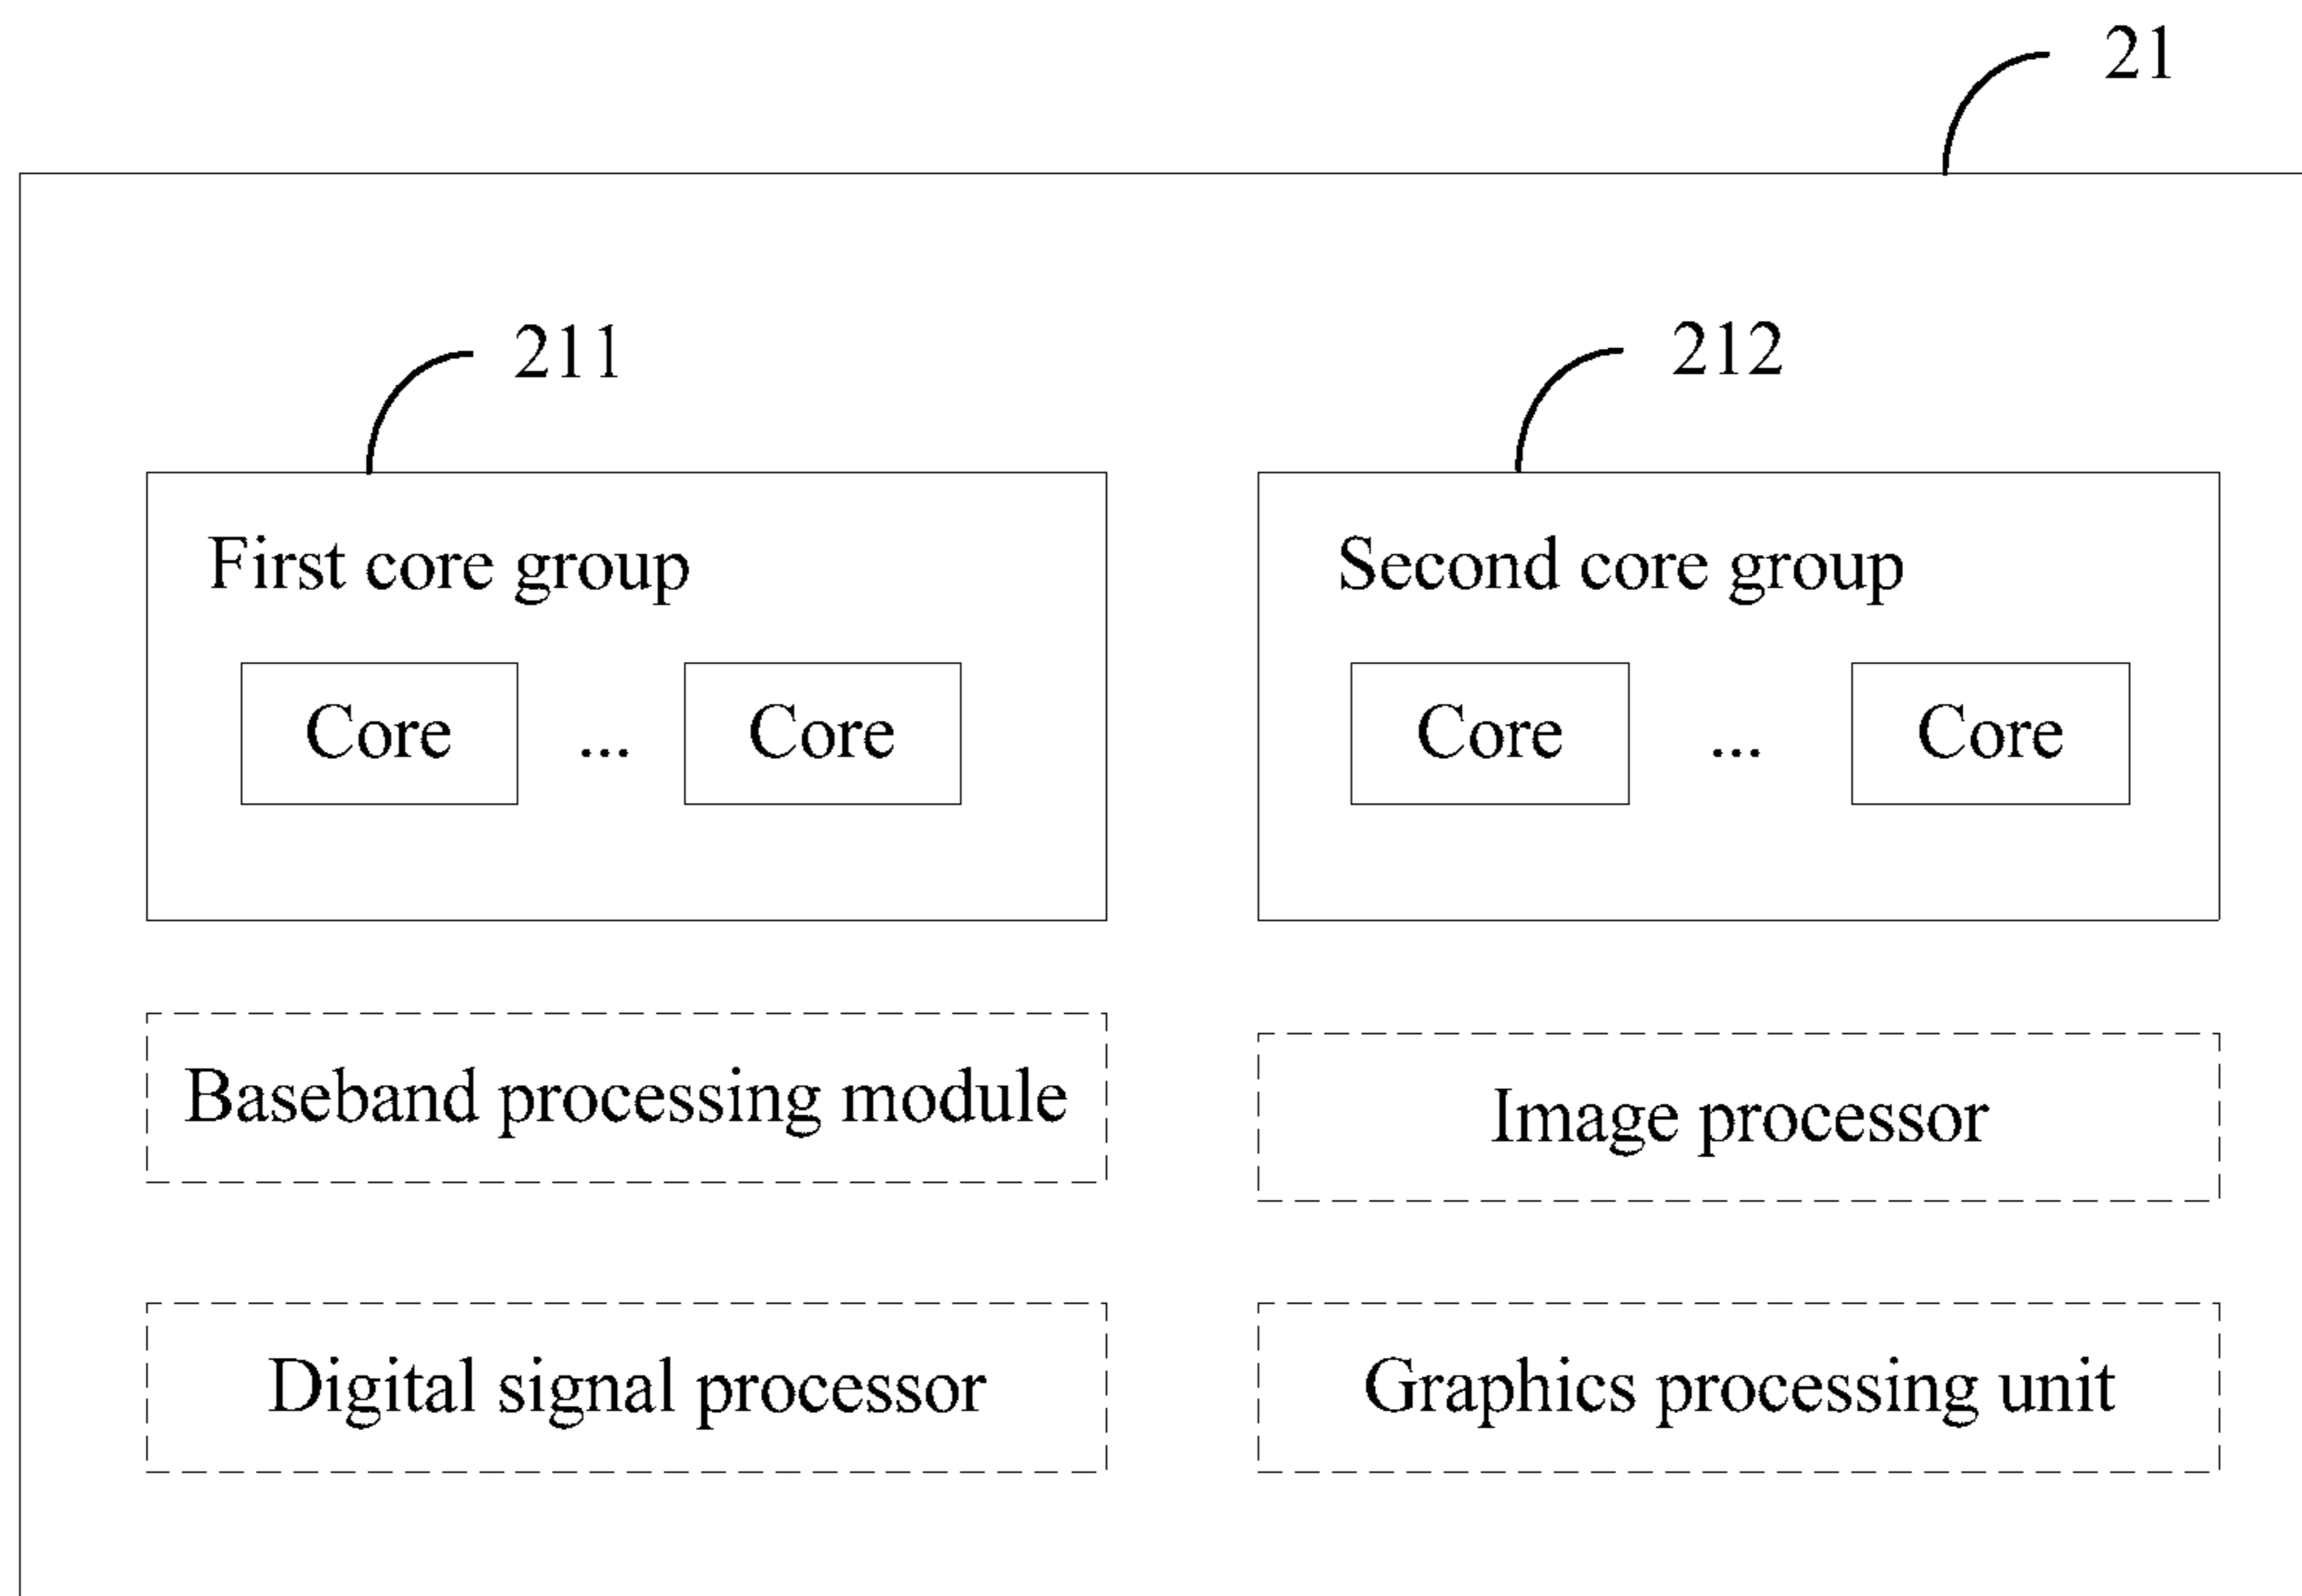 21
211
212
First core group
Second core group
Core ... Core
Core ... Core
Baseband processing module
Image processor
Digital signal processor
Graphics processing unit